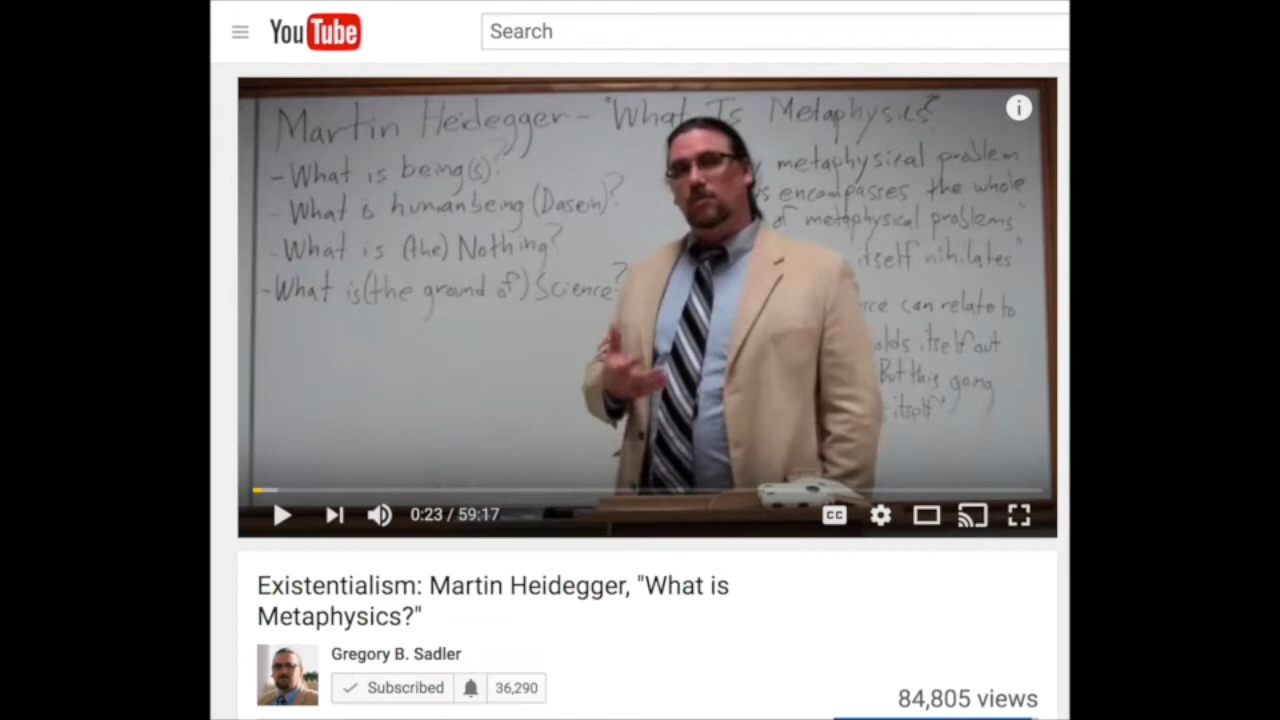 YouTube
Search
Martin Heidegger - "What Is Metaphysics?"
- What is being(s)?
- What is human being (Dasein)?
- What is (the) Nothing?
- What is (the ground of) Science?
metaphysical problem
encompasses the whole
of metaphysical problems"
itself nihilates"
can relate to
itself out
But this going
itself"
0:23 / 59:17
CC
Existentialism: Martin Heidegger, "What is
Metaphysics?"
Gregory B. Sadler
Subscribed 36,290
84,805 views